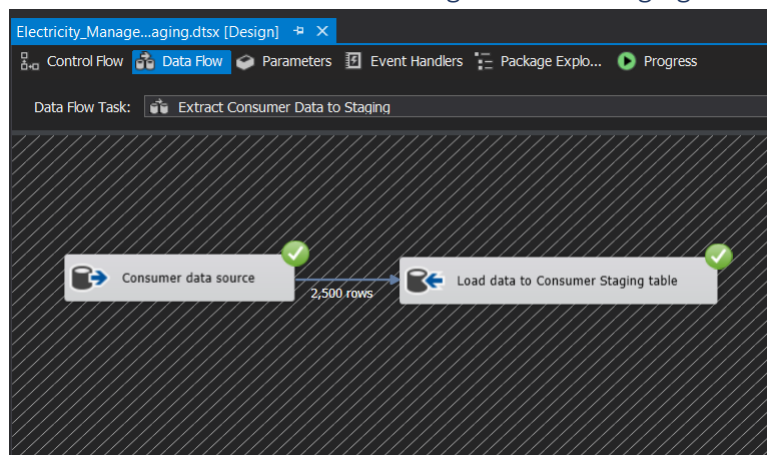 Electricity_Manage...aging.dtsx [Design]
Control Flow Data Flow Parameters Event Handlers Package Explo... Progress
Data Flow Task: Extract Consumer Data to Staging
Consumer data source
2,500 rows
Load data to Consumer Staging table